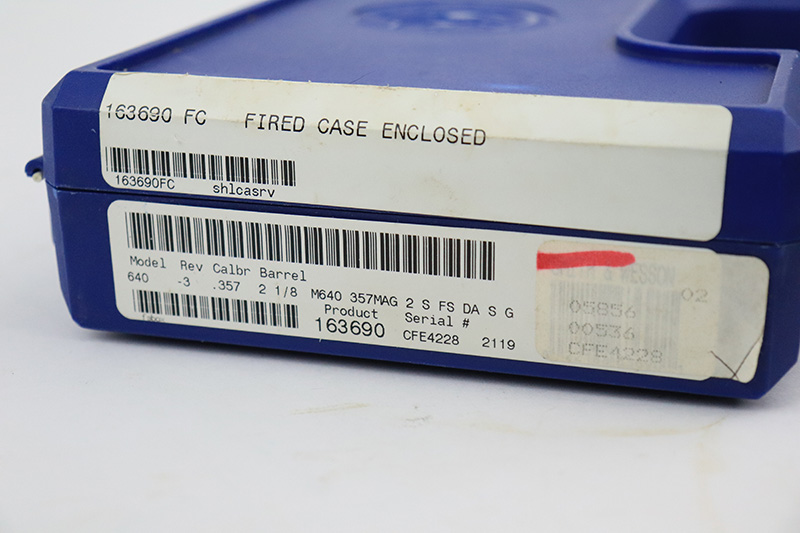 163690 FC FIRED CASE ENCLOSED
163690FC shlcasrv
Model Rev Calbr Barrel
640 -3 .357 2 1/8 M640 357MAG 2 S FS DA S G
Product Serial #
163690 CFE4228 2119
WESSON
02
05856
00536
CFE4228